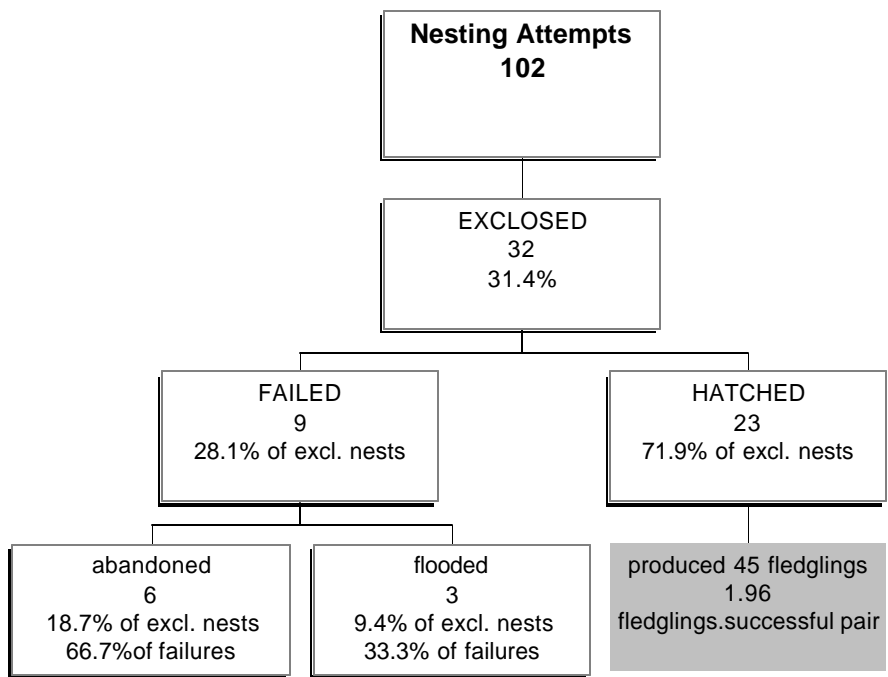 Nesting Attempts
102
EXCLOSED
32
31.4%
FAILED
9
28.1% of excl. nests
HATCHED
23
71.9% of excl. nests
abandoned
6
18.7% of excl. nests
66.7%of failures
flooded
3
9.4% of excl. nests
33.3% of failures
produced 45 fledglings
1.96
fledglings.successful pair